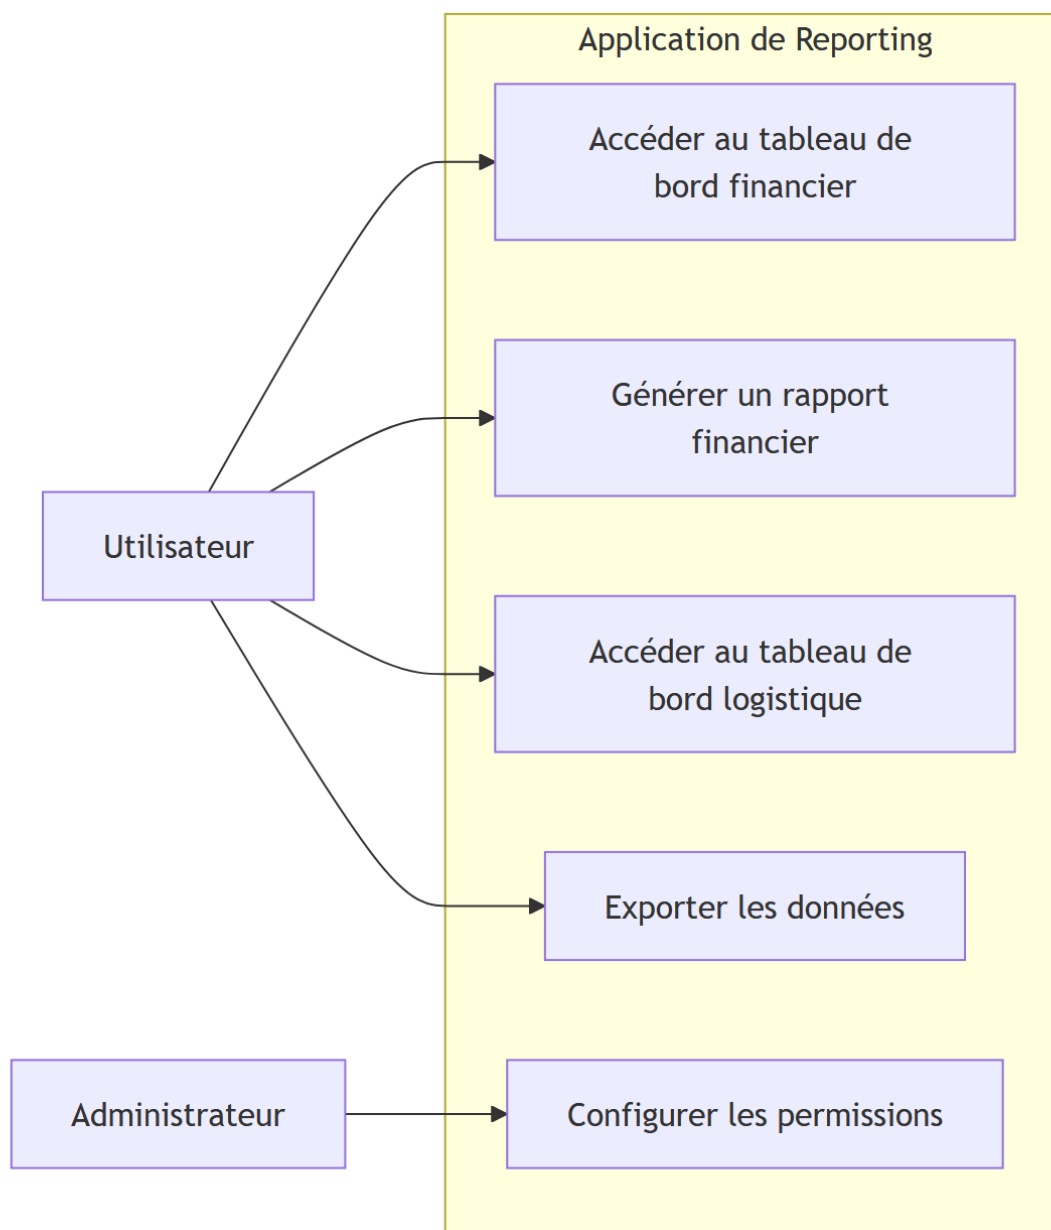 Application de Reporting
Accéder au tableau de
bord financier
Générer un rapport
financier
Utilisateur
Accéder au tableau de
bord logistique
Exporter les données
Administrateur
Configurer les permissions